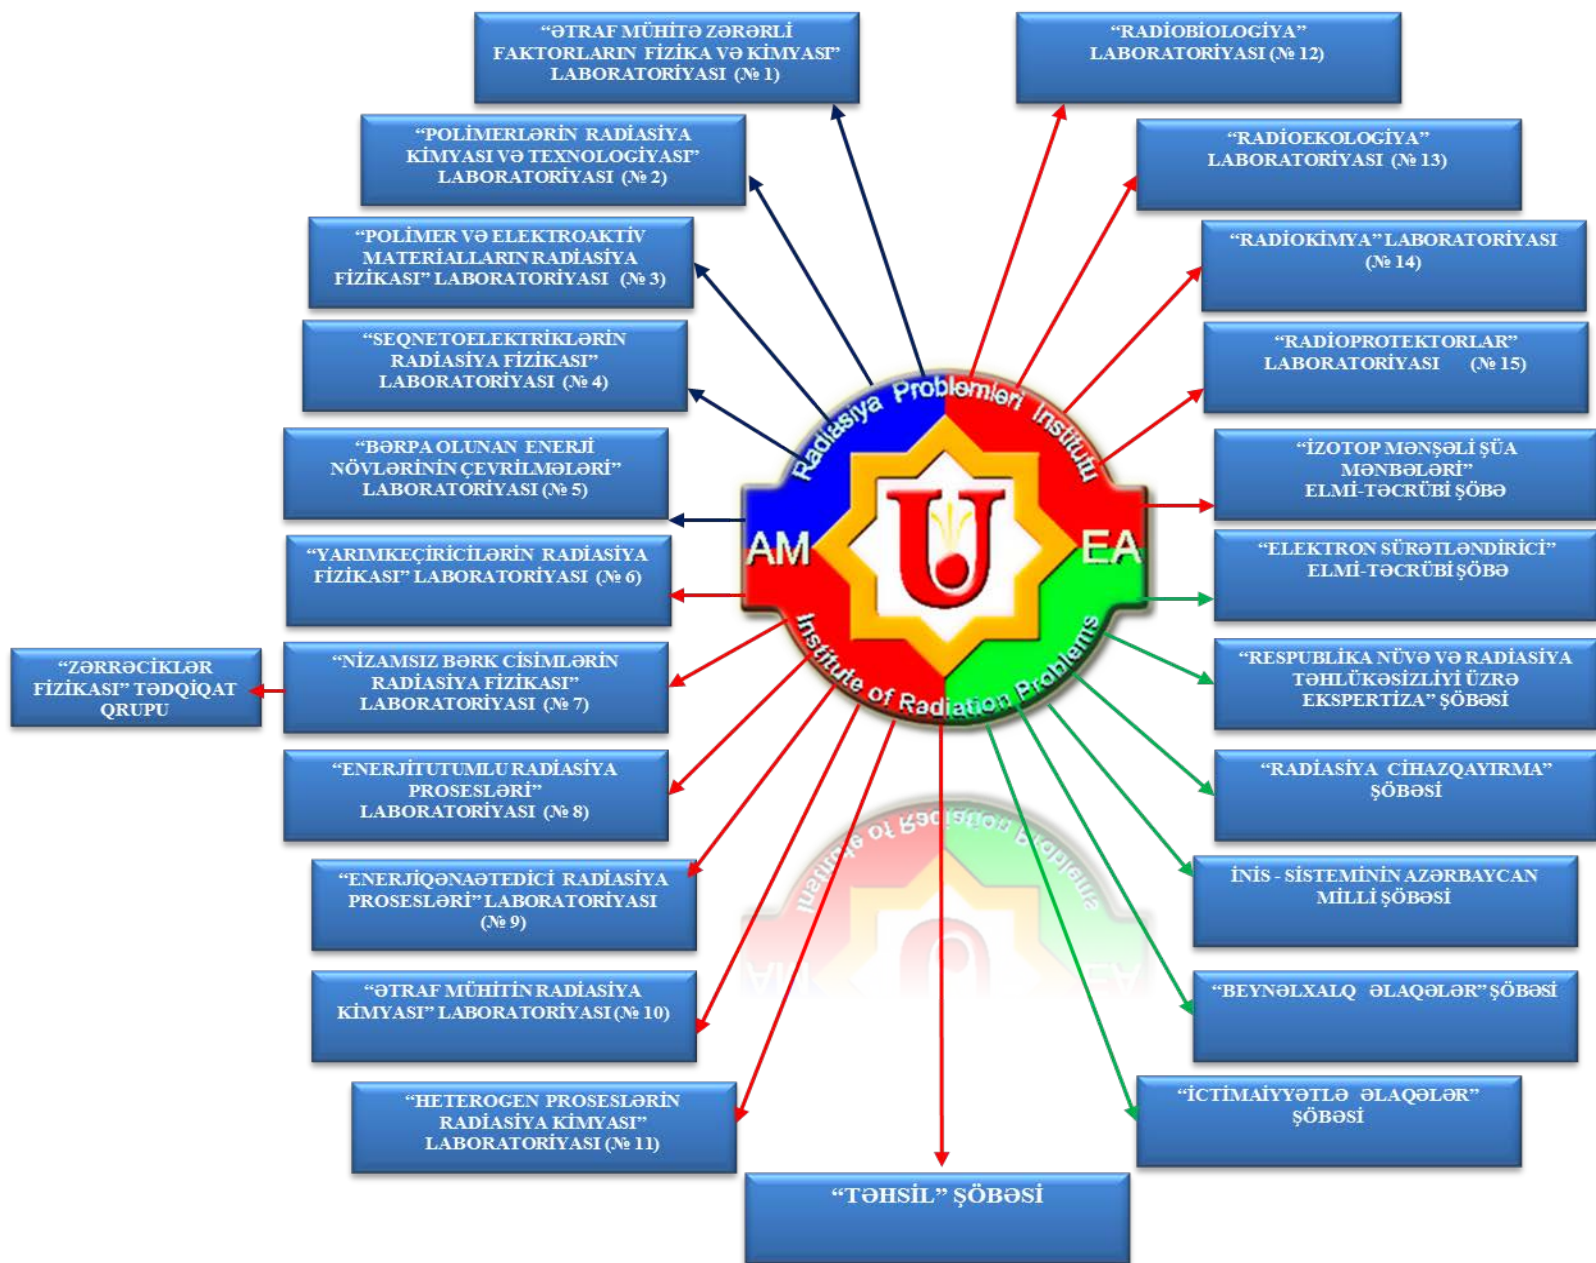 “ƏTRAF MÜHİTƏ ZƏRƏRLİ
FAKTORLARIN FİZİKA VƏ KİMYASI”
LABORATORİYASI (№ 1)
“POLİMERLƏRİN RADİASİYA
KİMYASI VƏ TEXNOLOGİYASI”
LABORATORİYASI (№ 2)
“POLİMER VƏ ELEKTROAKTİV
MATERİALLARIN RADİASİYA
FİZİKASI” LABORATORİYASI (№ 3)
“SEQNETOELEKTRİKLƏRİN
RADİASİYA FİZİKASI”
LABORATORİYASI (№ 4)
“BƏRPA OLUNAN ENERJİ
NÖVLƏRİNİN ÇEVRİLMƏLƏRİ”
LABORATORİYASI (№ 5)
“YARIMKEÇİRİCİLƏRİN RADİASİYA
FİZİKASI” LABORATORİYASI (№ 6)
“ZƏRRƏCİKLƏR
FİZİKASI” TƏDQİQAT
QRUPU
“NİZAMSIZ BƏRK CİSİMLƏRİN
RADİASİYA FİZİKASI”
LABORATORİYASI (№ 7)
“ENERJİTUTUMLU RADİASİYA
PROSESLƏRİ”
LABORATORİYASI (№ 8)
“ENERJİQƏNAƏTEDİCİ RADİASİYA
PROSESLƏRİ” LABORATORİYASI
(№ 9)
“ƏTRAF MÜHİTİN RADİASİYA
KİMYASI” LABORATORİYASI (№ 10)
“HETEROGEN PROSESLƏRİN
RADİASİYA KİMYASI”
LABORATORİYASI (№ 11)
“TƏHSİL” ŞÖBƏSİ
Radiasiya Problemləri Institutu
AM
EA
Institute of Radiation Problems
“RADİOBİOLOGİYA”
LABORATORİYASI (№ 12)
“RADİOEKOLOGİYA”
LABORATORİYASI (№ 13)
“RADİOKİMYA” LABORATORİYASI
(№ 14)
“RADİOPROTEKTORLAR”
LABORATORİYASI (№ 15)
“İZOTOP MƏNŞƏLİ ŞÜA
MƏNBƏLƏRİ”
ELMİ-TƏCRÜBİ ŞÖBƏ
“ELEKTRON SÜRƏTLƏNDİRİCİ”
ELMİ-TƏCRÜBİ ŞÖBƏ
“RESPUBLİKA NÜVƏ VƏ RADİASİYA
TƏHLÜKƏSİZLİYİ ÜZRƏ
EKSPERTİZA” ŞÖBƏSİ
“RADİASİYA CİHAZQAYIRMA”
ŞÖBƏSİ
İNİS - SİSTEMİNİN AZƏRBAYCAN
MİLLİ ŞÖBƏSİ
“BEYNƏLXALQ ƏLAQƏLƏR” ŞÖBƏSİ
“İCTİMAİYYƏTLƏ ƏLAQƏLƏR”
ŞÖBƏSİ